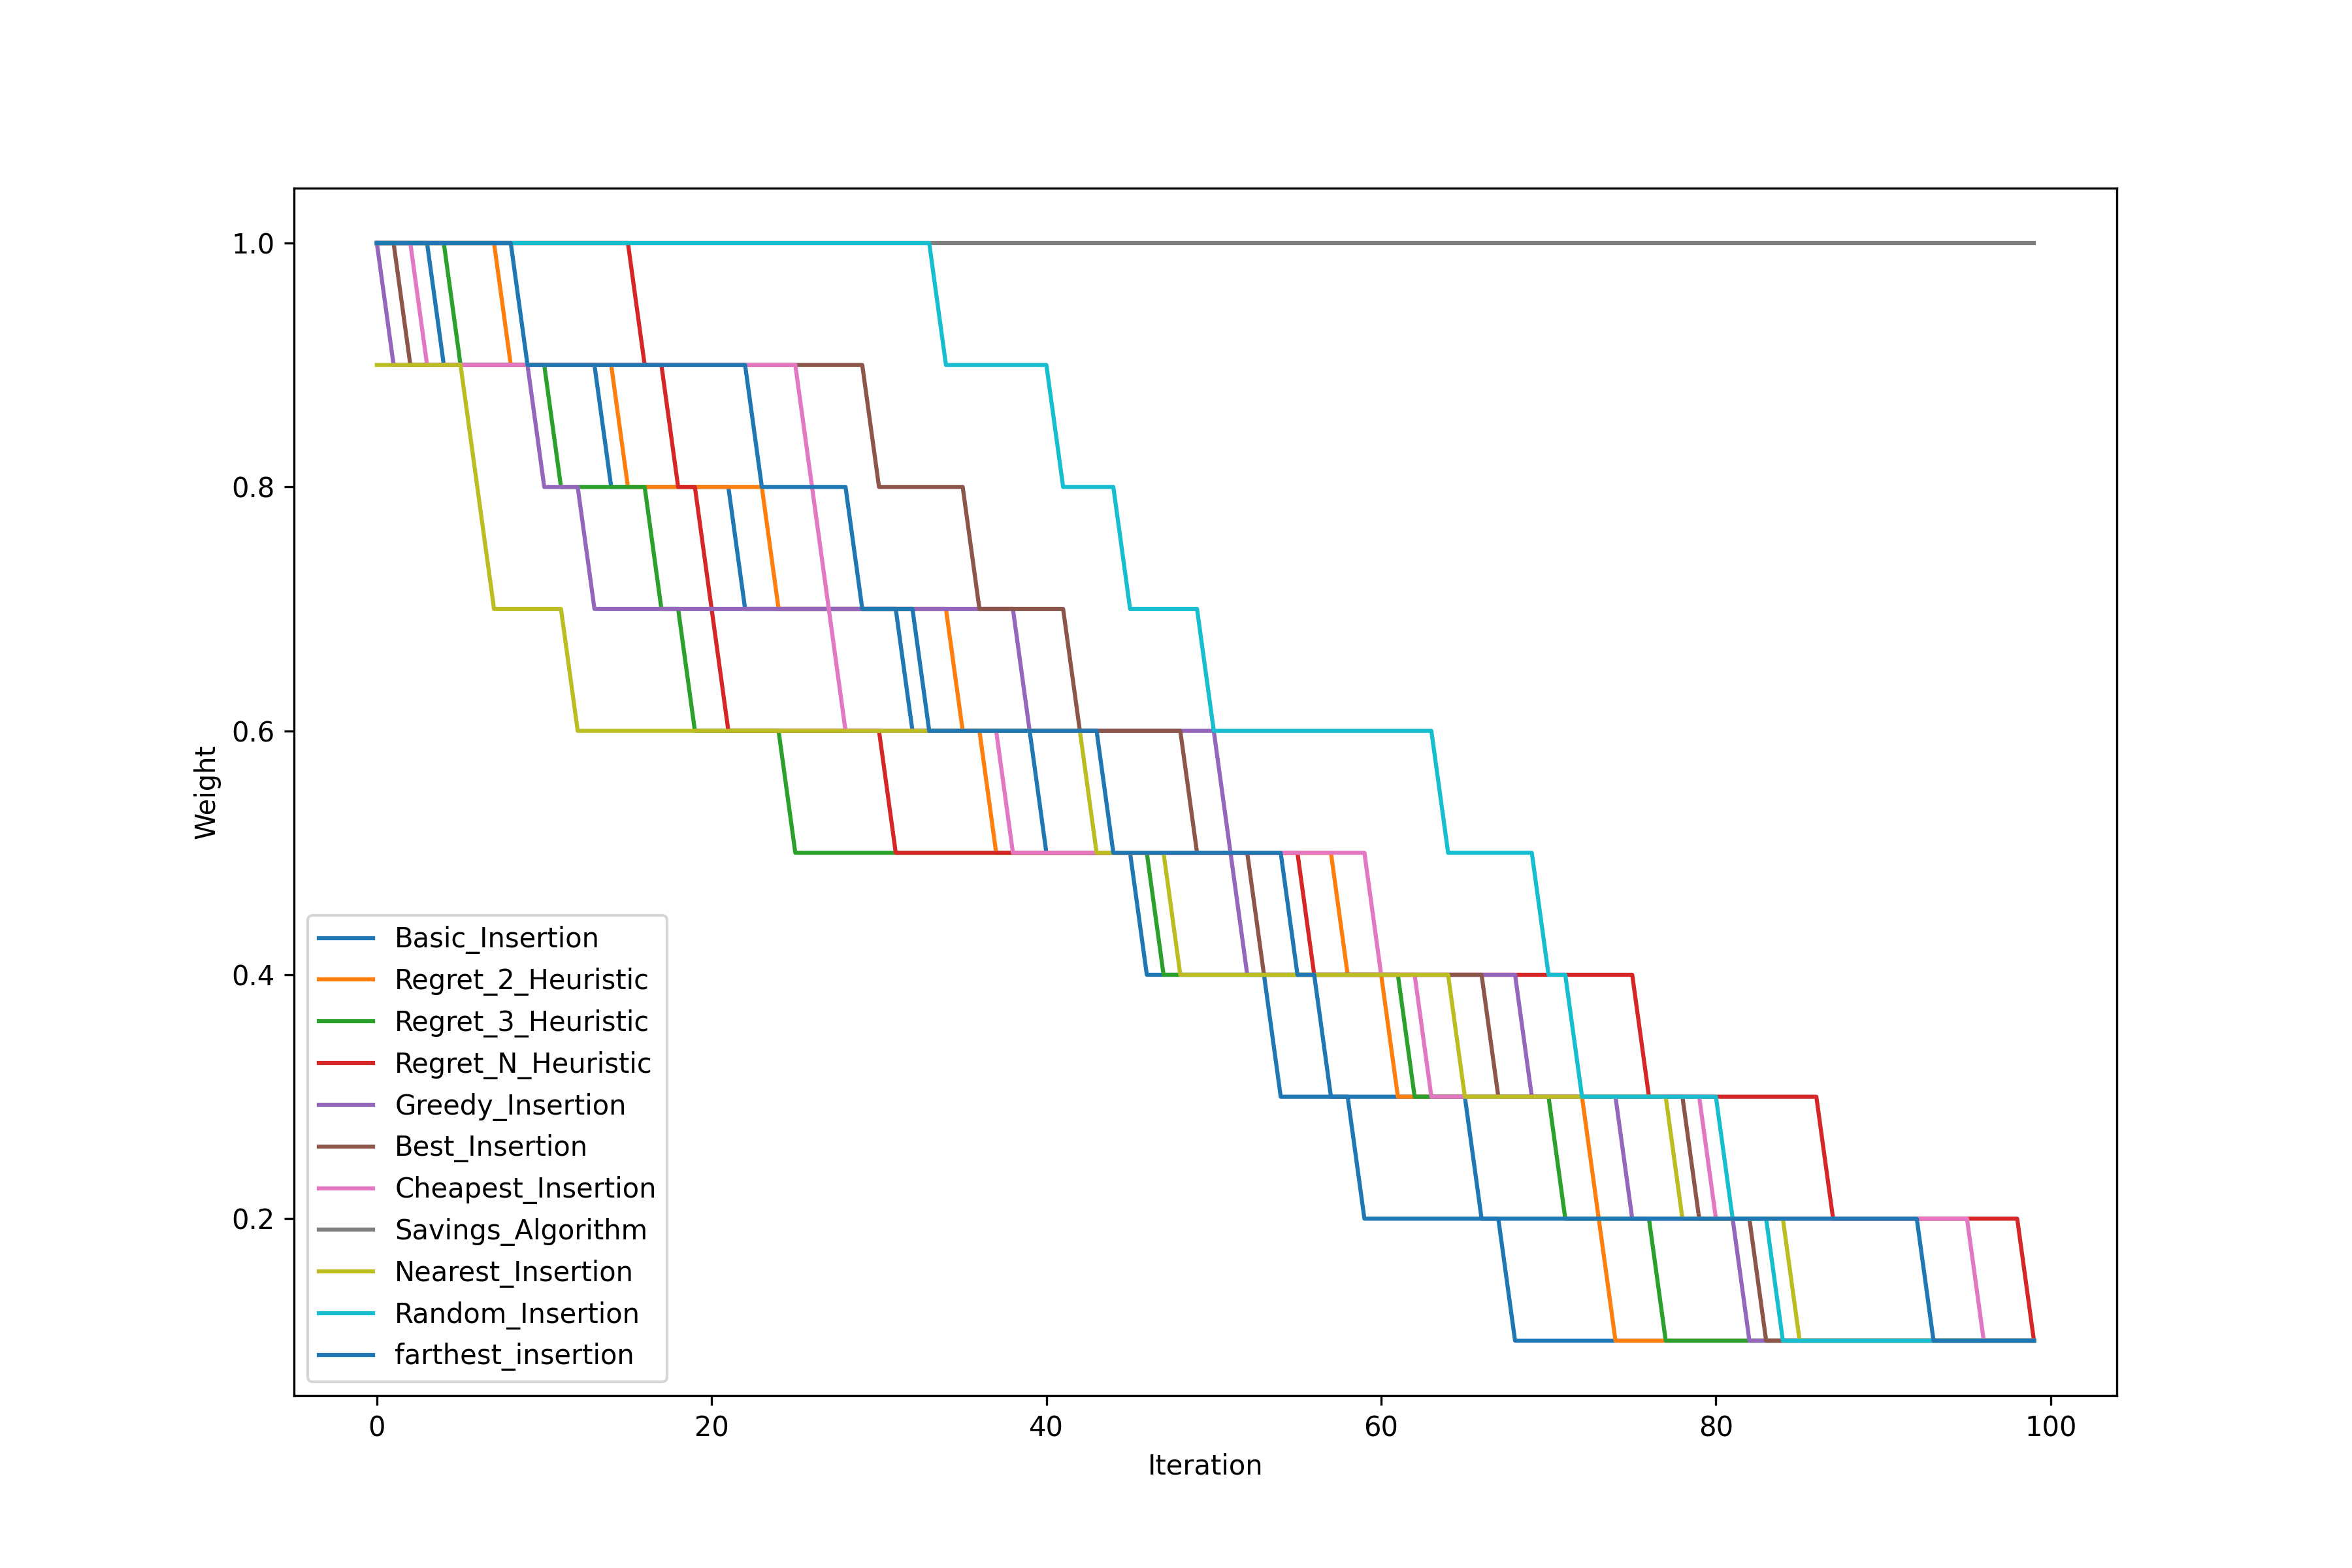 1.0
0.8
0.6
0.4
0.2
Weight
Basic_Insertion
Regret_2_Heuristic
Regret_3_Heuristic
Regret_N_Heuristic
Greedy_Insertion
Best_Insertion
Cheapest_Insertion
Savings_Algorithm
Nearest_Insertion
Random_Insertion
farthest_insertion
0 20 40 60 80 100
Iteration